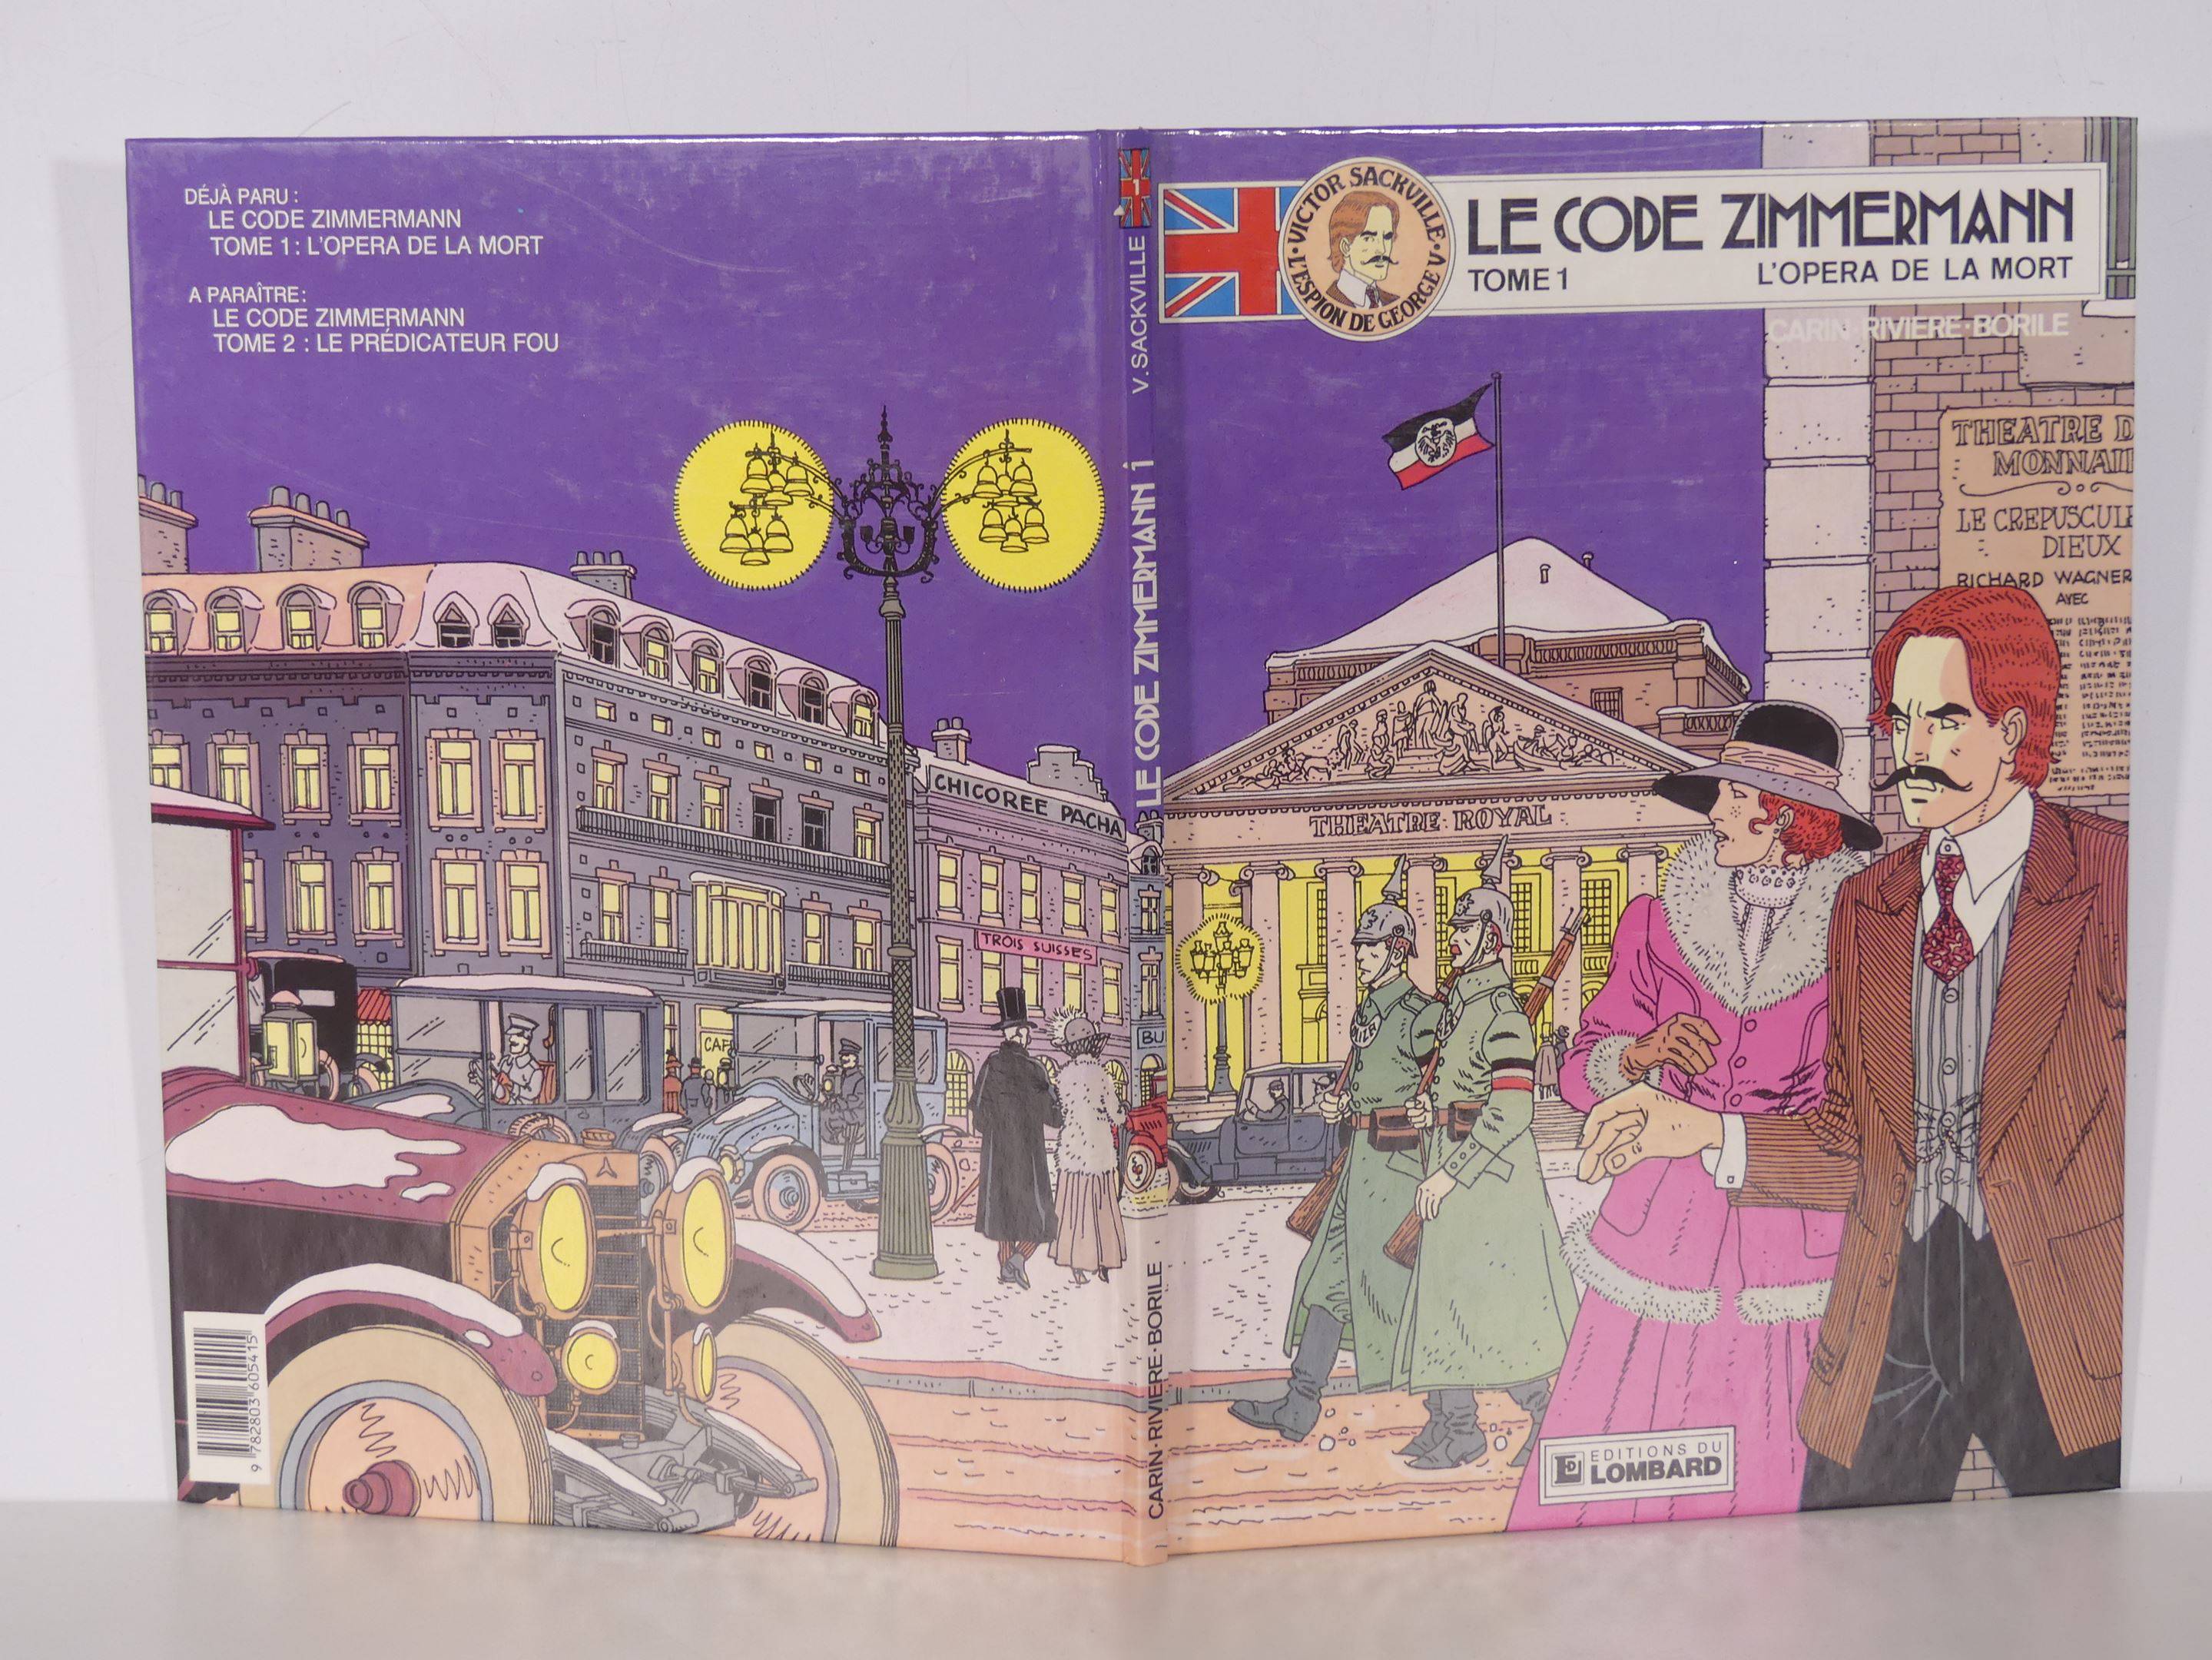 DÉJÀ PARU :
LE CODE ZIMMERMANN
TOME 1 : L'OPERA DE LA MORT
A PARAÎTRE :
LE CODE ZIMMERMANN
TOME 2 : LE PRÉDICATEUR FOU
CHICOREE PACHA
TROIS SUISSES
CAFE
BU
9 782803 605415
1
V. SACKVILLE
LE CODE ZIMMERMANN 1
CARIN · RIVIERE · BORILE
· VICTOR SACKVILLE ·
L'ESPION DE GEORGE V
LE CODE ZIMMERMANN
TOME 1
L'OPERA DE LA MORT
CARIN · RIVIERE · BORILE
THEATRE D
MONNAI
LE CREPUSCUL
DIEUX
RICHARD WAGNER
AVEC
THEATRE ROYAL
EDITIONS DU
LOMBARD